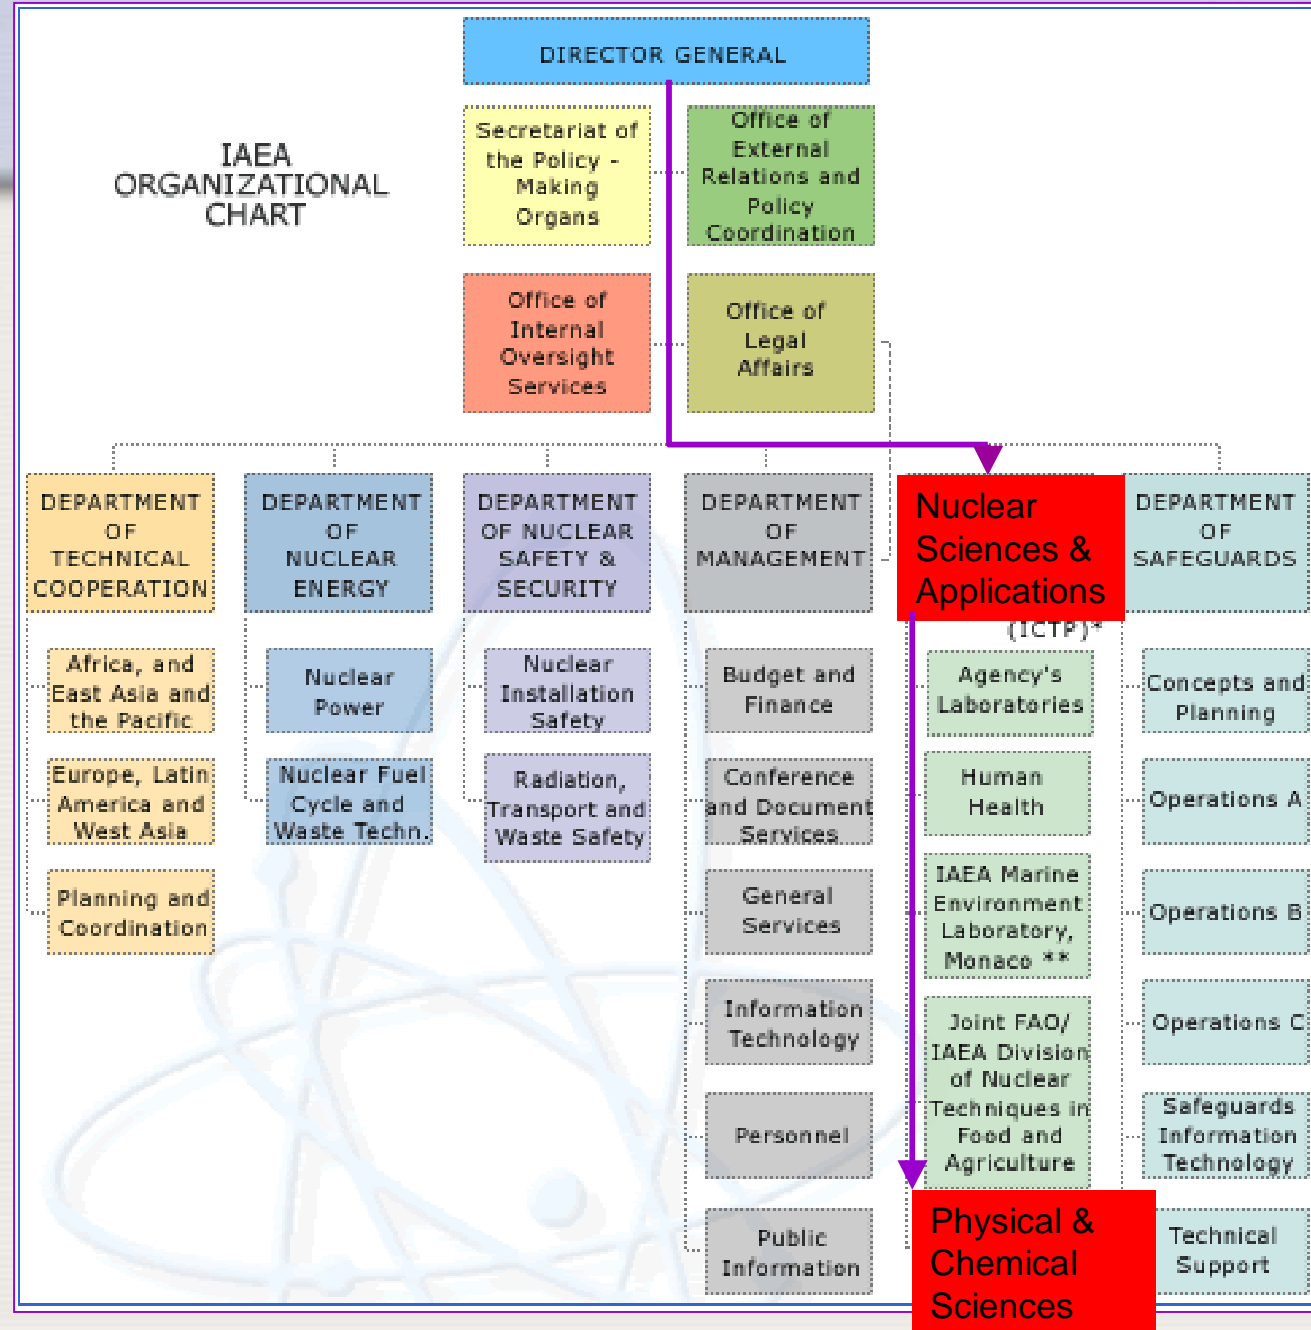 DIRECTOR GENERAL
IAEA
ORGANIZATIONAL
CHART
Secretariat of
the Policy -
Making
Organs
Office of
External
Relations and
Policy
Coordination
Office of
Internal
Oversight
Services
Office of
Legal
Affairs
DEPARTMENT
OF
TECHNICAL
COOPERATION
Africa, and
East Asia and
the Pacific
Europe, Latin
America and
West Asia
Planning and
Coordination
DEPARTMENT
OF
NUCLEAR
ENERGY
Nuclear
Power
Nuclear Fuel
Cycle and
Waste Techn.
DEPARTMENT
OF NUCLEAR
SAFETY &
SECURITY
Nuclear
Installation
Safety
Radiation,
Transport and
Waste Safety
DEPARTMENT
OF
MANAGEMENT
Budget and
Finance
Conference
and Document
Services
General
Services
Information
Technology
Personnel
Public
Information
Nuclear
Sciences &
Applications
(ICTP)*
Agency's
Laboratories
Human
Health
IAEA Marine
Environment
Laboratory,
Monaco **
Joint FAO/
IAEA Division
of Nuclear
Techniques in
Food and
Agriculture
Physical &
Chemical
Sciences
DEPARTMENT
OF
SAFEGUARDS
Concepts and
Planning
Operations A
Operations B
Operations C
Safeguards
Information
Technology
Technical
Support